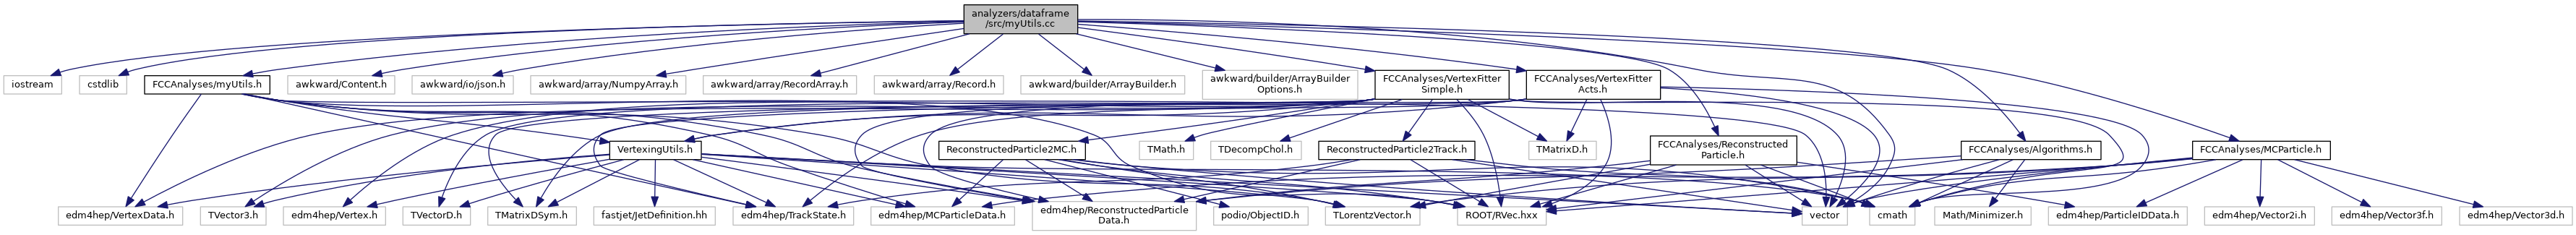 analyzers/dataframe
/src/myUtils.cc
iostream
cstdlib
FCCAnalyses/myUtils.h
awkward/Content.h
awkward/io/json.h
awkward/array/NumpyArray.h
awkward/array/RecordArray.h
awkward/array/Record.h
awkward/builder/ArrayBuilder.h
awkward/builder/ArrayBuilder
Options.h
FCCAnalyses/VertexFitter
Simple.h
FCCAnalyses/VertexFitter
Acts.h
VertexingUtils.h
ReconstructedParticle2MC.h
TMath.h
TDecompChol.h
ReconstructedParticle2Track.h
TMatrixD.h
FCCAnalyses/Reconstructed
Particle.h
FCCAnalyses/Algorithms.h
FCCAnalyses/MCParticle.h
edm4hep/VertexData.h
TVector3.h
edm4hep/Vertex.h
TVectorD.h
TMatrixDSym.h
fastjet/JetDefinition.hh
edm4hep/TrackState.h
edm4hep/MCParticleData.h
edm4hep/ReconstructedParticle
Data.h
podio/ObjectID.h
TLorentzVector.h
ROOT/RVec.hxx
vector
cmath
Math/Minimizer.h
edm4hep/ParticleIDData.h
edm4hep/Vector2i.h
edm4hep/Vector3f.h
edm4hep/Vector3d.h